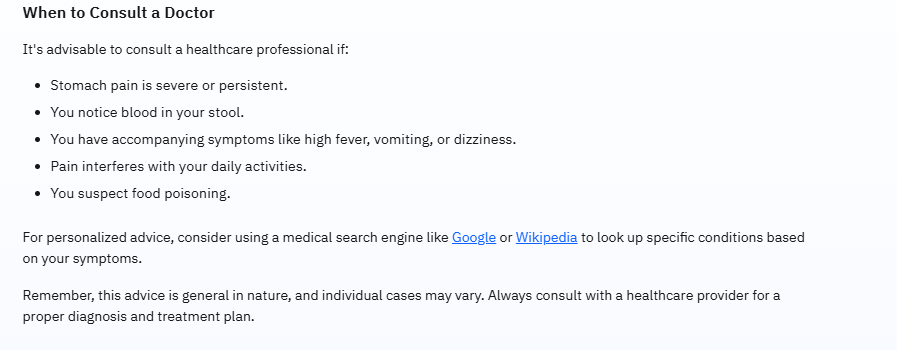 When to Consult a Doctor
It's advisable to consult a healthcare professional if:
• Stomach pain is severe or persistent.
• You notice blood in your stool.
• You have accompanying symptoms like high fever, vomiting, or dizziness.
• Pain interferes with your daily activities.
• You suspect food poisoning.
For personalized advice, consider using a medical search engine like Google or Wikipedia to look up specific conditions based
on your symptoms.
Remember, this advice is general in nature, and individual cases may vary. Always consult with a healthcare provider for a
proper diagnosis and treatment plan.